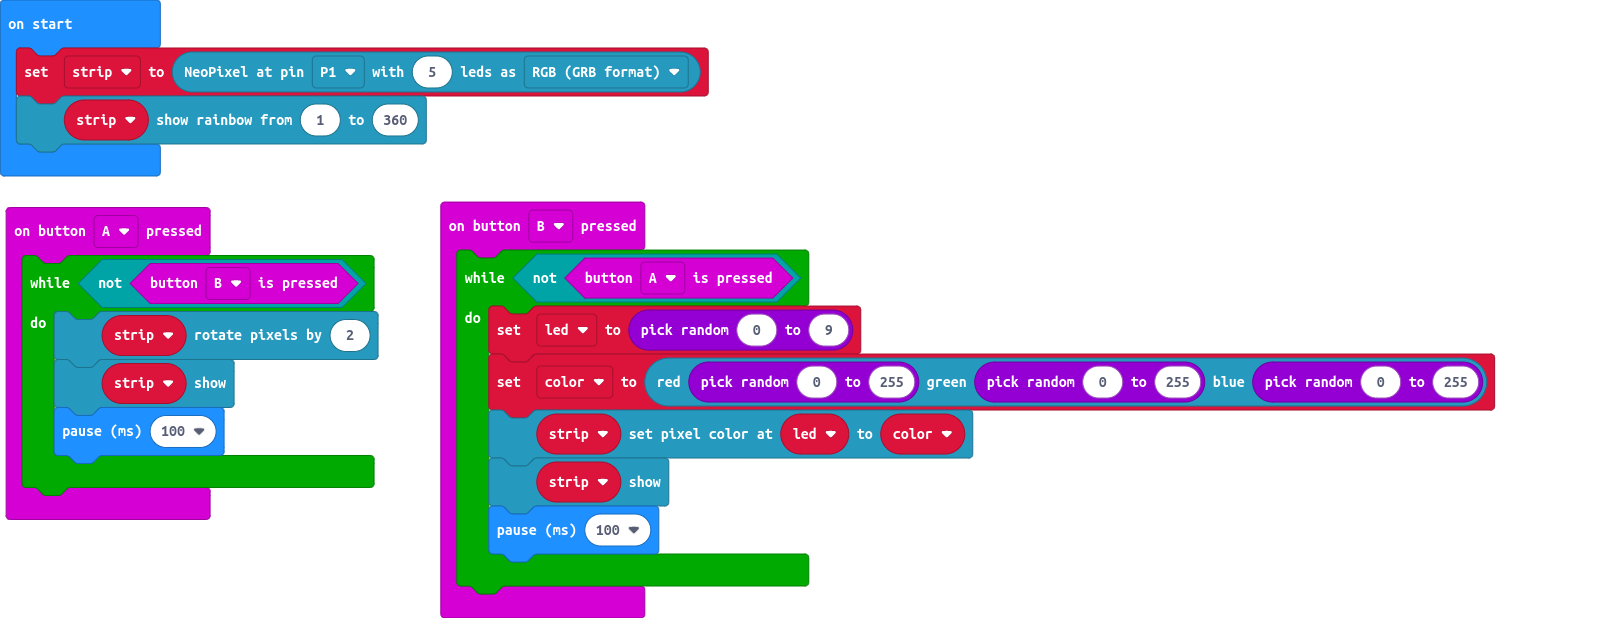 on start
set strip to NeoPixel at pin P1 with 5 leds as RGB (GRB format)
strip show rainbow from 1 to 360
on button A pressed
while not button B is pressed
do
strip rotate pixels by 2
strip show
pause (ms) 100
on button B pressed
while not button A is pressed
do
set led to pick random 0 to 9
set color to red pick random 0 to 255 green pick random 0 to 255 blue pick random 0 to 255
strip set pixel color at led to color
strip show
pause (ms) 100